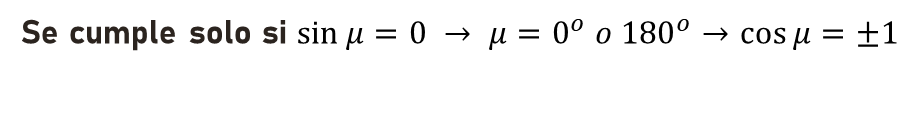 Se cumple solo si sin μ = 0 → μ = 0º o 180º → cos μ = ±1